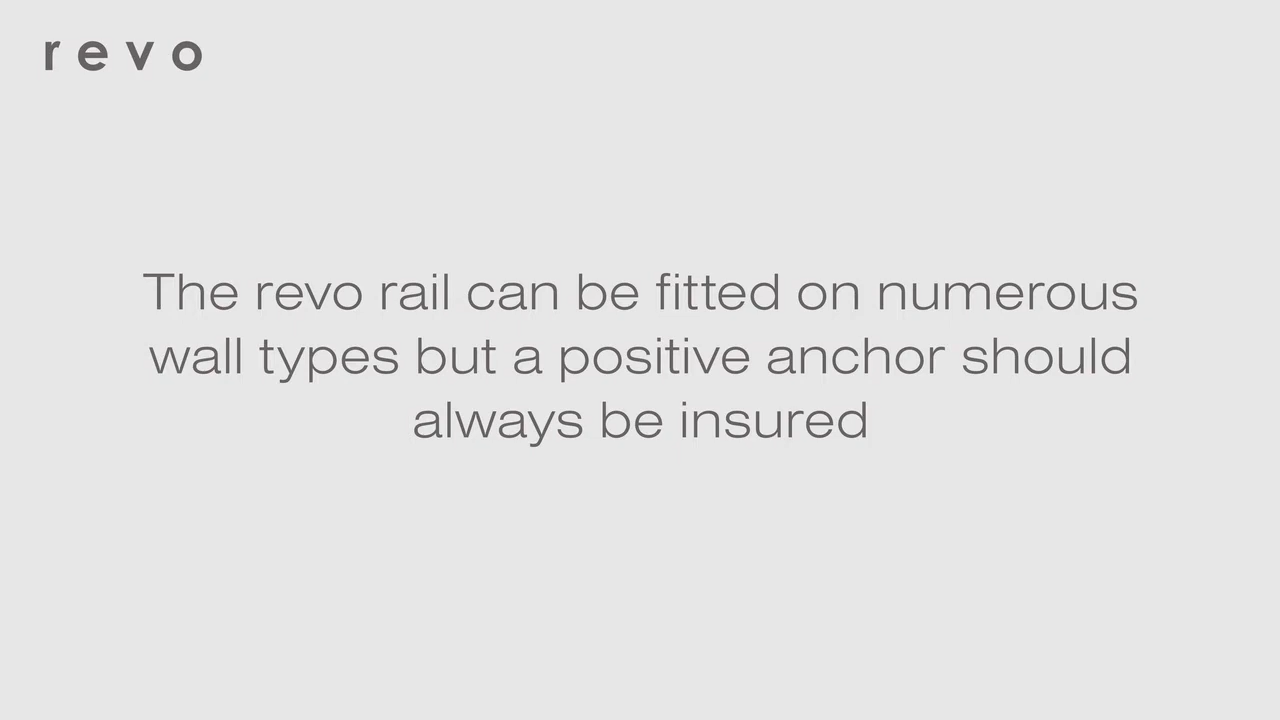 revo
The revo rail can be fitted on numerous
wall types but a positive anchor should
always be insured